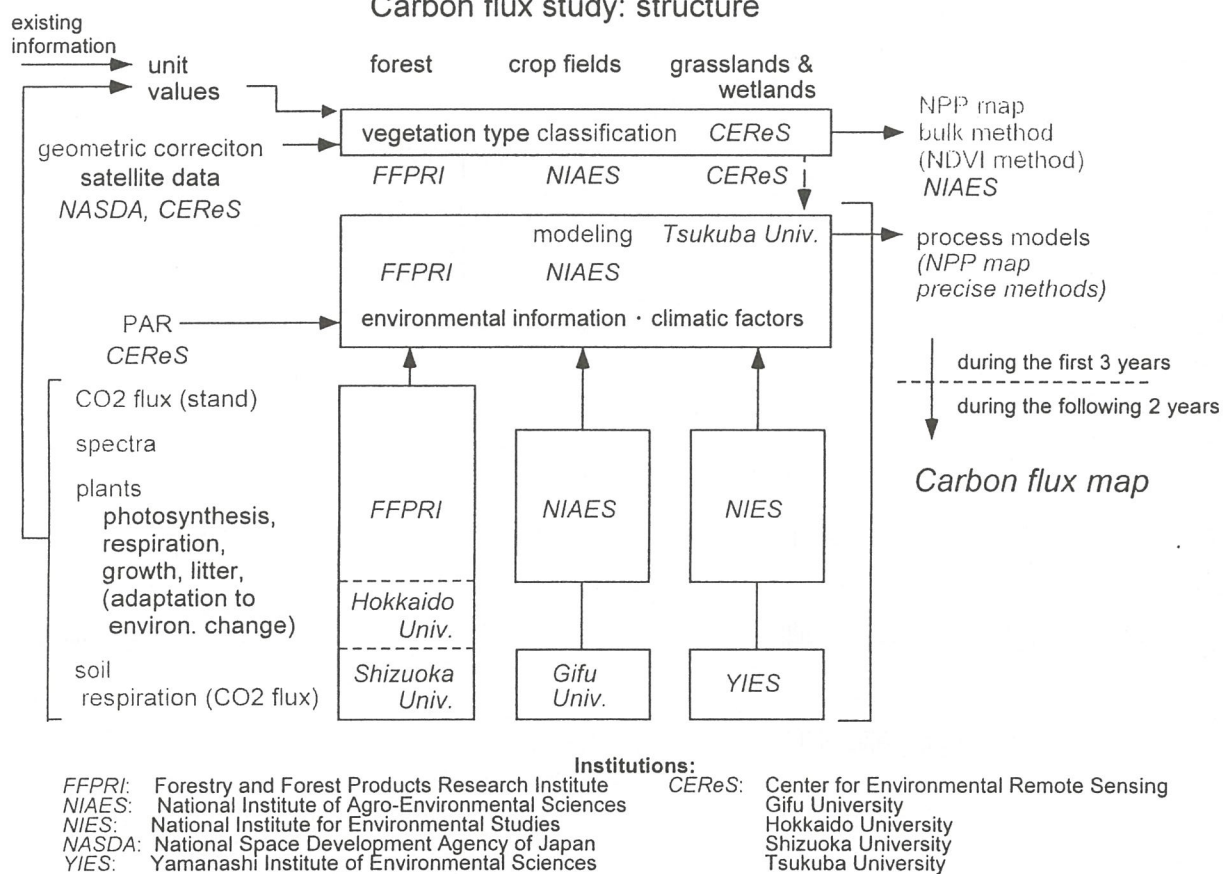 Carbon flux study: structure
existing
information
unit
values
forest
crop fields
grasslands &
wetlands
vegetation type classification CEReS
geometric correciton
satellite data
NASDA, CEReS
FFPRI NIAES CEReS
NPP map
bulk method
(NDVI method)
NIAES
modeling Tsukuba Univ.
FFPRI NIAES
environmental information・climatic factors
process models
(NPP map
precise methods)
PAR
CEReS
during the first 3 years
during the following 2 years
Carbon flux map
CO2 flux (stand)
spectra
plants
photosynthesis,
respiration,
growth, litter,
(adaptation to
environ. change)
soil
respiration (CO2 flux)
FFPRI
Hokkaido
Univ.
Shizuoka
Univ.
NIAES
Gifu
Univ.
NIES
YIES
Institutions:
FFPRI: Forestry and Forest Products Research Institute
NIAES: National Institute of Agro-Environmental Sciences
NIES: National Institute for Environmental Studies
NASDA: National Space Development Agency of Japan
YIES: Yamanashi Institute of Environmental Sciences
CEReS: Center for Environmental Remote Sensing
Gifu University
Hokkaido University
Shizuoka University
Tsukuba University